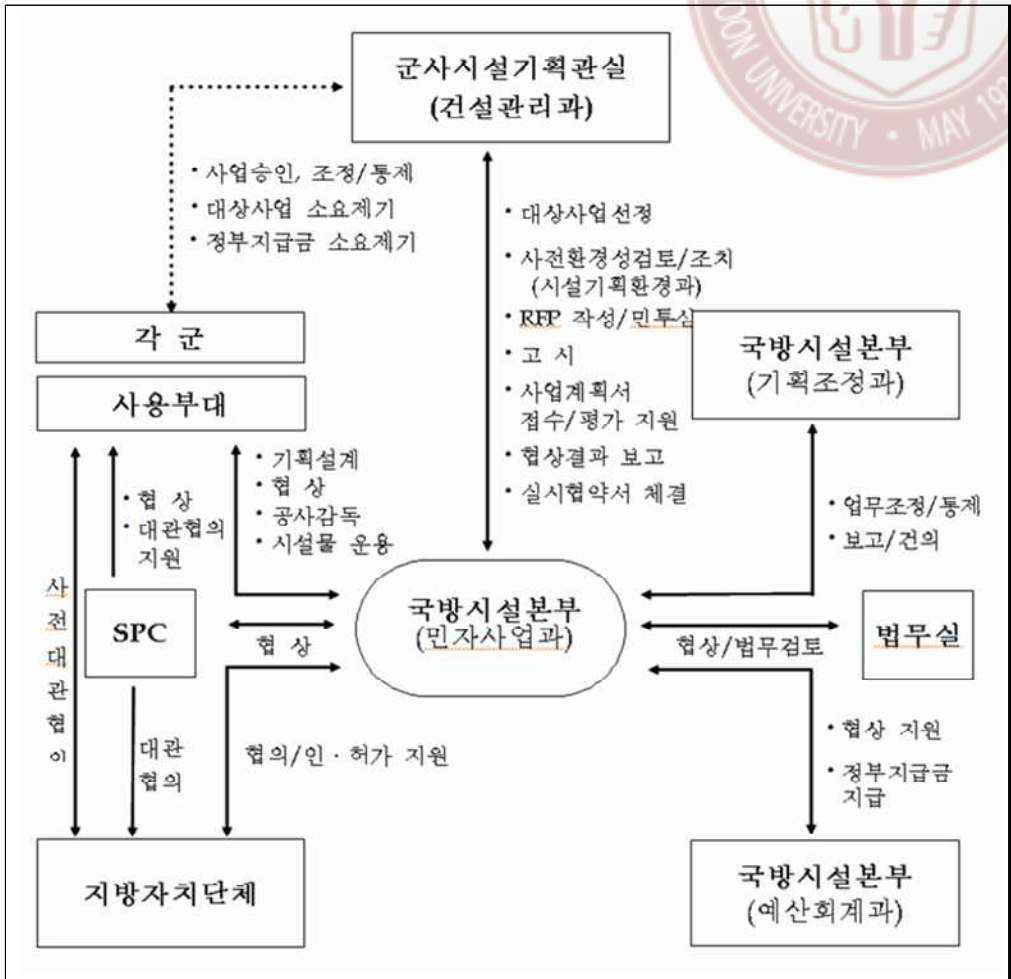 OON UNIVERSITY • MAY 193
군사시설기획관실
(건설관리과)
• 사업승인, 조정/통제
• 대상사업 소요제기
• 정부지급금 소요제기
• 대상사업선정
• 사전환경성검토/조치
(시설기획환경과)
• RFP 작성/민투심
• 고 시
• 사업계획서
접수/평가 지원
• 협상결과 보고
• 실시협약서 체결
각 군
사용부대
국방시설본부
(기획조정과)
• 협 상
• 대관협의
지원
• 기획설계
• 협 상
• 공사감독
• 시설물 운용
• 업무조정/통제
• 보고/건의
사
전
대
관
협
이
SPC
협 상
국방시설본부
(민자사업과)
협상/법무검토
법무실
대관
협의
협의/인 · 허가 지원
• 협상 지원
• 정부지급금
지급
지방자치단체
국방시설본부
(예산회계과)